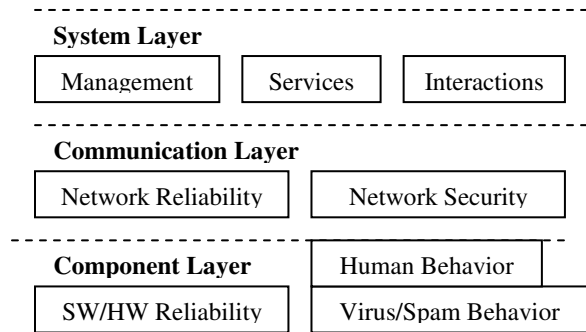 System Layer
Management Services Interactions
Communication Layer
Network Reliability Network Security
Component Layer Human Behavior
SW/HW Reliability Virus/Spam Behavior